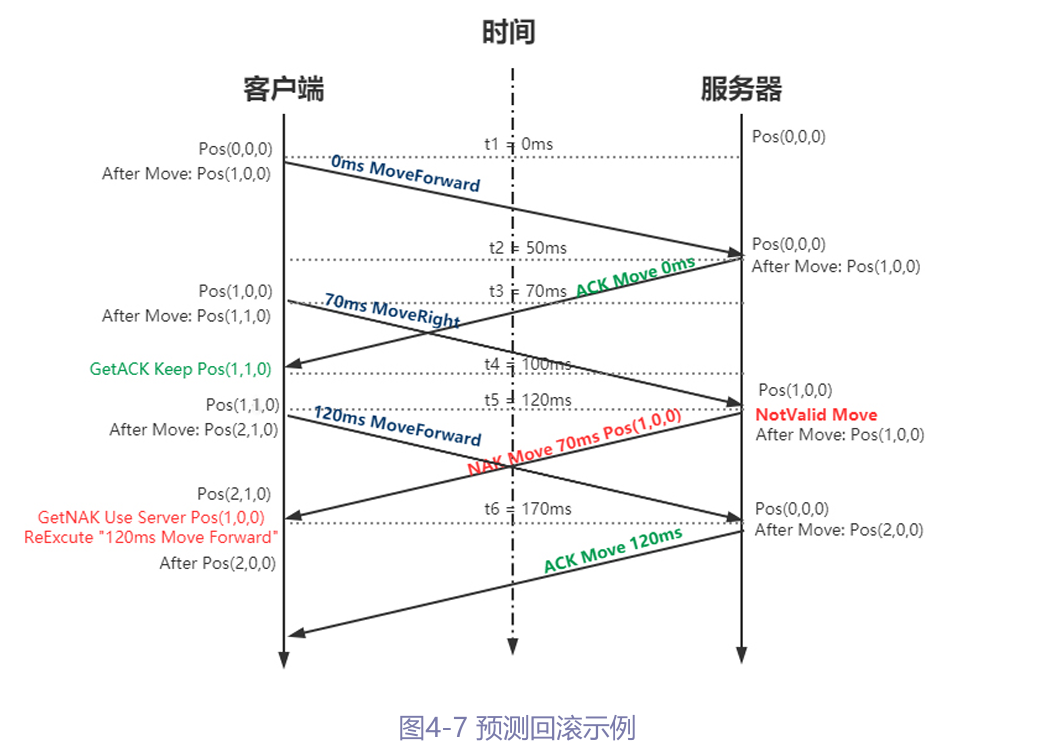 时间
客户端
服务器
Pos(0,0,0)
t1 = 0ms
Pos(0,0,0)
After Move: Pos(1,0,0)
0ms MoveForward
t2 = 50ms
Pos(0,0,0)
After Move: Pos(1,0,0)
ACK Move 0ms
Pos(1,0,0)
t3 = 70ms
After Move: Pos(1,1,0)
70ms MoveRight
GetACK Keep Pos(1,1,0)
t4 = 100ms
Pos(1,0,0)
Pos(1,1,0)
t5 = 120ms
NotValid Move
After Move: Pos(2,1,0)
120ms MoveForward
After Move: Pos(1,0,0)
NAK Move 70ms Pos(1,0,0)
Pos(2,1,0)
GetNAK Use Server Pos(1,0,0)
t6 = 170ms
Pos(0,0,0)
ReExcute "120ms Move Forward"
After Move: Pos(2,0,0)
After Pos(2,0,0)
ACK Move 120ms
图4-7 预测回滚示例